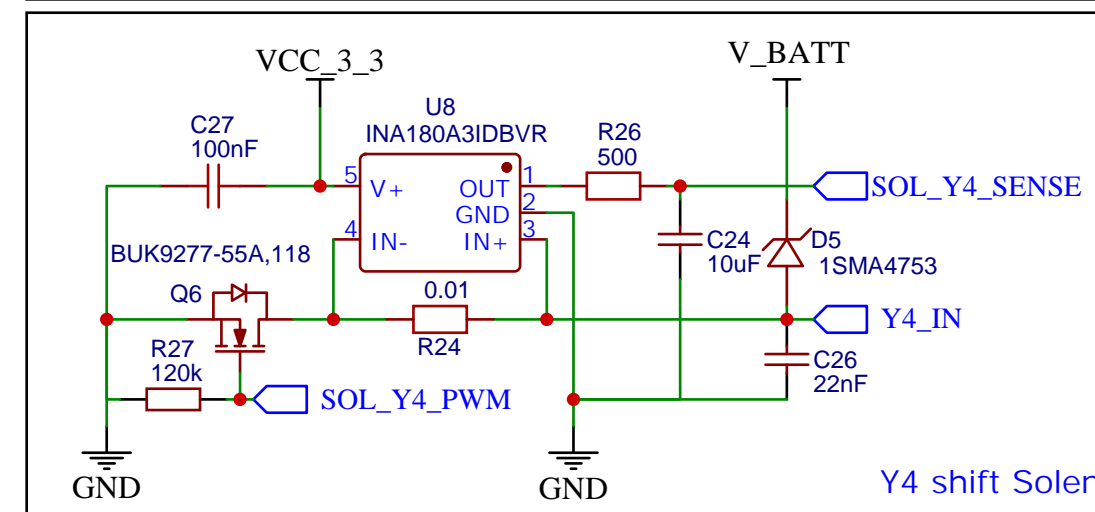 VCC_3_3
V_BATT
U8
INA180A3IDBVR
C27
100nF
R26
500
5
V+
OUT
1
GND
2
4
IN-
IN+
3
SOL_Y4_SENSE
C24
10uF
D5
1SMA4753
BUK9277-55A,118
Q6
0.01
R24
Y4_IN
R27
120k
SOL_Y4_PWM
C26
22nF
GND
GND
Y4 shift Solen